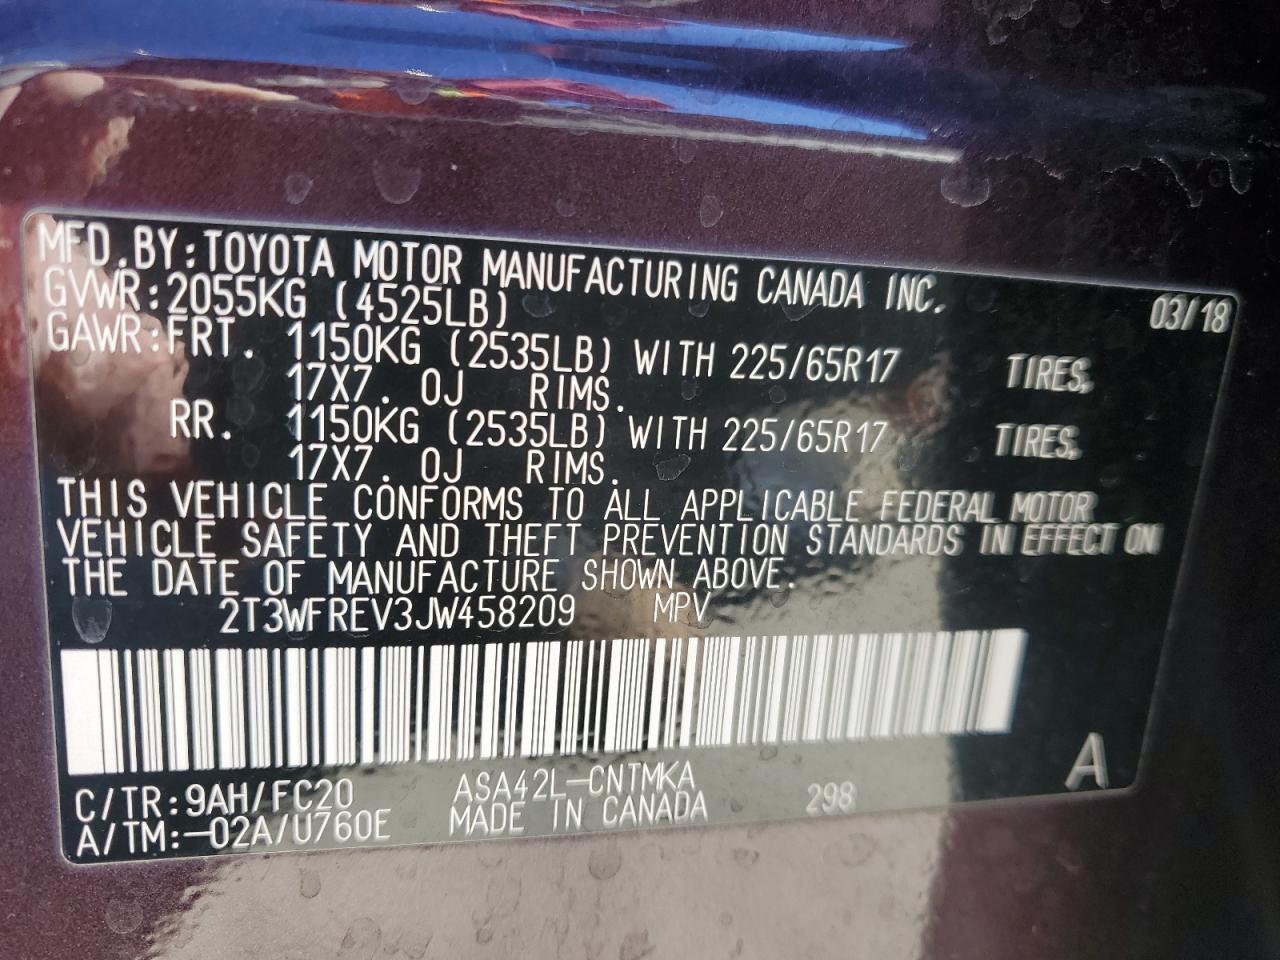 MFD.BY:TOYOTA MOTOR MANUFACTURING CANADA INC. 03/18
GVWR:2055KG (4525LB)
GAWR:FRT. 1150KG (2535LB) WITH 225/65R17 TIRES,
17X7.0J RIMS.
RR. 1150KG (2535LB) WITH 225/65R17 TIRES,
17X7.0J RIMS.
THIS VEHICLE CONFORMS TO ALL APPLICABLE FEDERAL MOTOR
VEHICLE SAFETY AND THEFT PREVENTION STANDARDS IN EFFECT ON
THE DATE OF MANUFACTURE SHOWN ABOVE.
2T3WFREV3JW458209 MPV
A
C/TR:9AH/FC20 ASA42L-CNTMKA 298
A/TM:-02A/U760E MADE IN CANADA